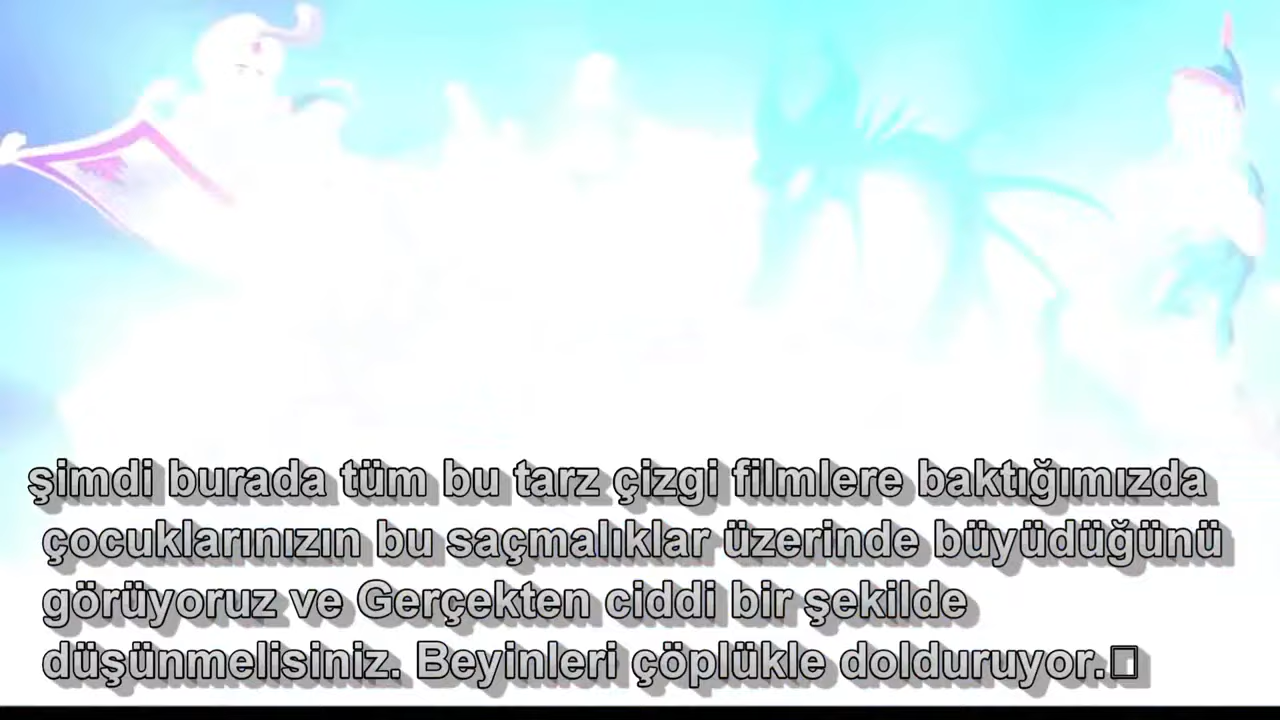 şimdi burada tüm bu tarz çizgi filmlere baktığımızda
çocuklarınızın bu saçmalıklar üzerinde büyüdüğünü
görüyoruz ve Gerçekten ciddi bir şekilde
düşünmelisiniz. Beyinleri çöplükle dolduruyor.